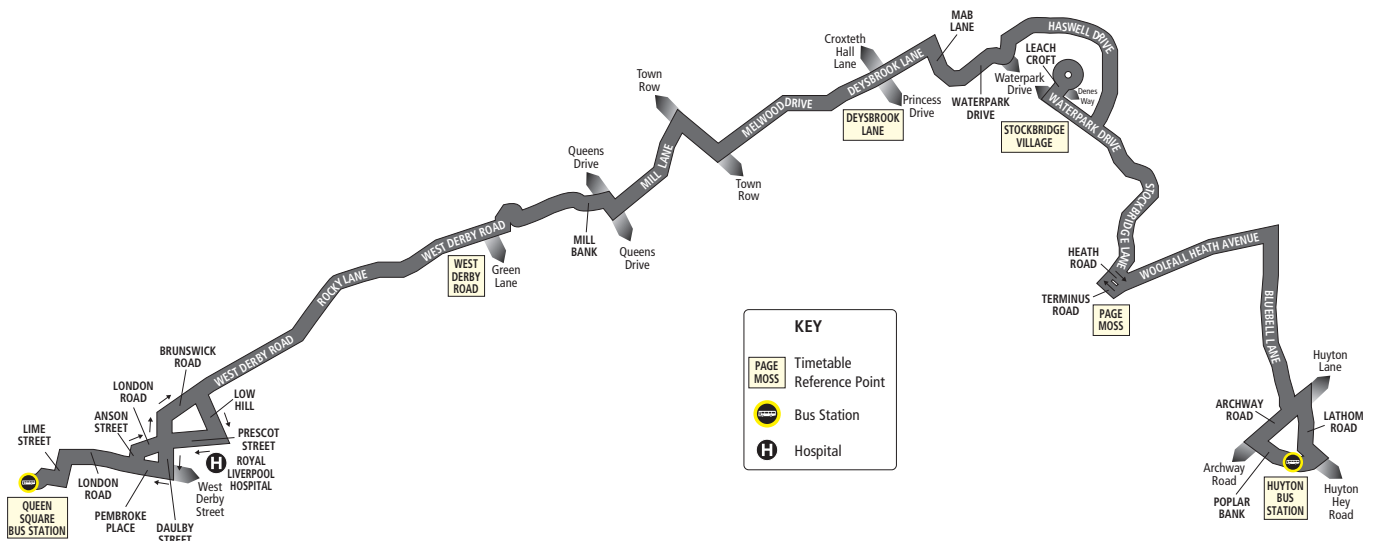 MAB
LANE
HASWELL DRIVE
Croxteth
Hall
Lane
LEACH
CROFT
DEYSBROOK LANE
Town
Row
Waterpark
Drive
Denes
Way
WATERPARK
DRIVE
Princess
Drive
MELWOOD DRIVE
WATERPARK DRIVE
DEYSBROOK
LANE
STOCKBRIDGE
VILLAGE
Queens
Drive
MILL LANE
Town
Row
STOCKBRIDGE LANE
WEST DERBY ROAD
MILL
BANK
Queens
Drive
WEST
DERBY
ROAD
Green
Lane
HEATH
ROAD
WOOLFALL HEATH AVENUE
TERMINUS
ROAD
PAGE
MOSS
ROCKY LANE
BLUEBELL LANE
KEY
PAGE
MOSS
Timetable
Reference Point
Bus Station
H
Hospital
WEST DERBY ROAD
BRUNSWICK
ROAD
LONDON
ROAD
LOW
HILL
ANSON
STREET
LIME
STREET
PRESCOT
STREET
H
ROYAL
LIVERPOOL
HOSPITAL
LONDON
ROAD
West
Derby
Street
PEMBROKE
PLACE
DAULBY
STREET
QUEEN
SQUARE
BUS STATION
Huyton
Lane
ARCHWAY
ROAD
LATHOM
ROAD
Archway
Road
POPLAR
BANK
HUYTON
BUS
STATION
Huyton
Hey
Road